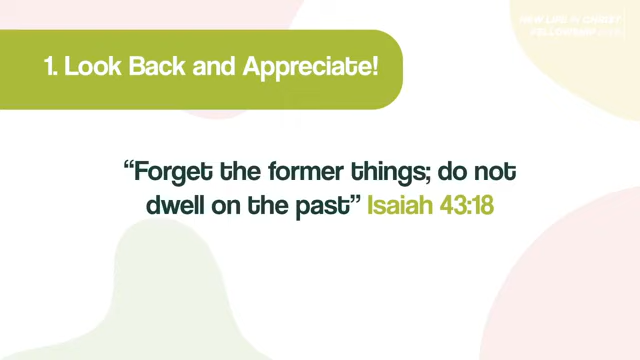 NEW LIFE IN CHRIST
FELLOWSHIP
1. Look Back and Appreciate!
“Forget the former things; do not
dwell on the past” Isaiah 43:18